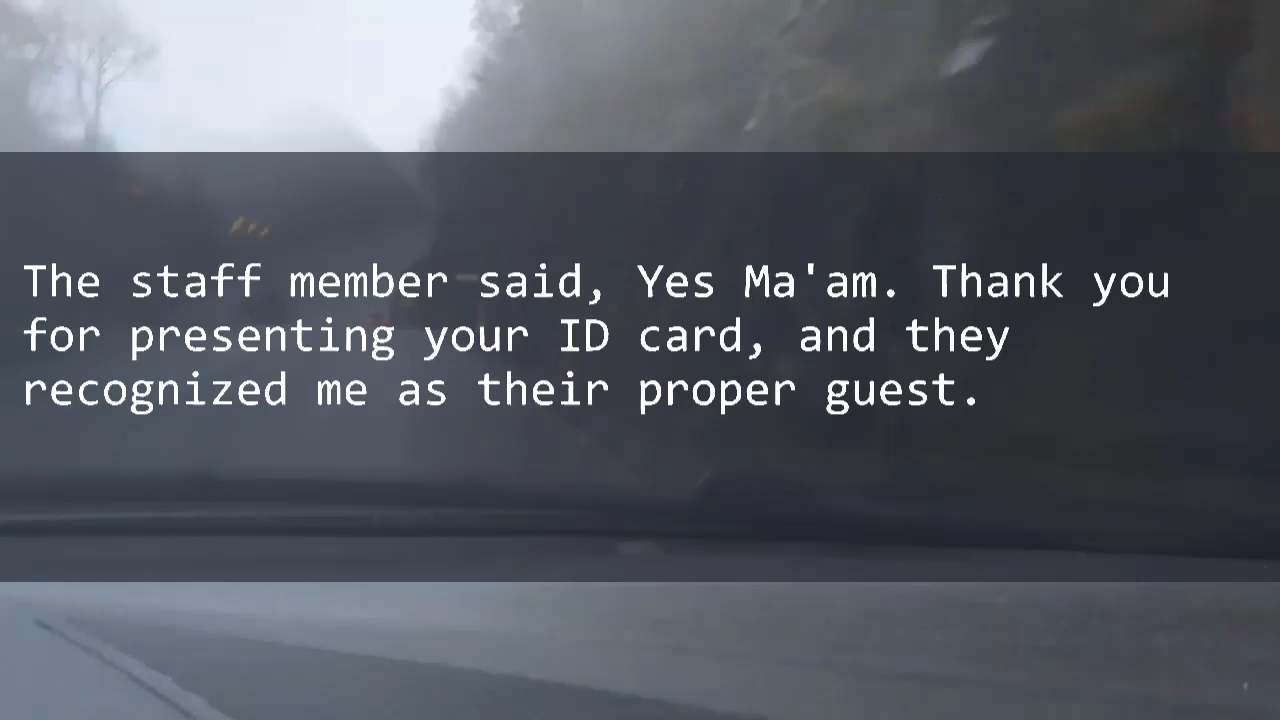 The staff member said, Yes Ma'am. Thank you
for presenting your ID card, and they
recognized me as their proper guest.